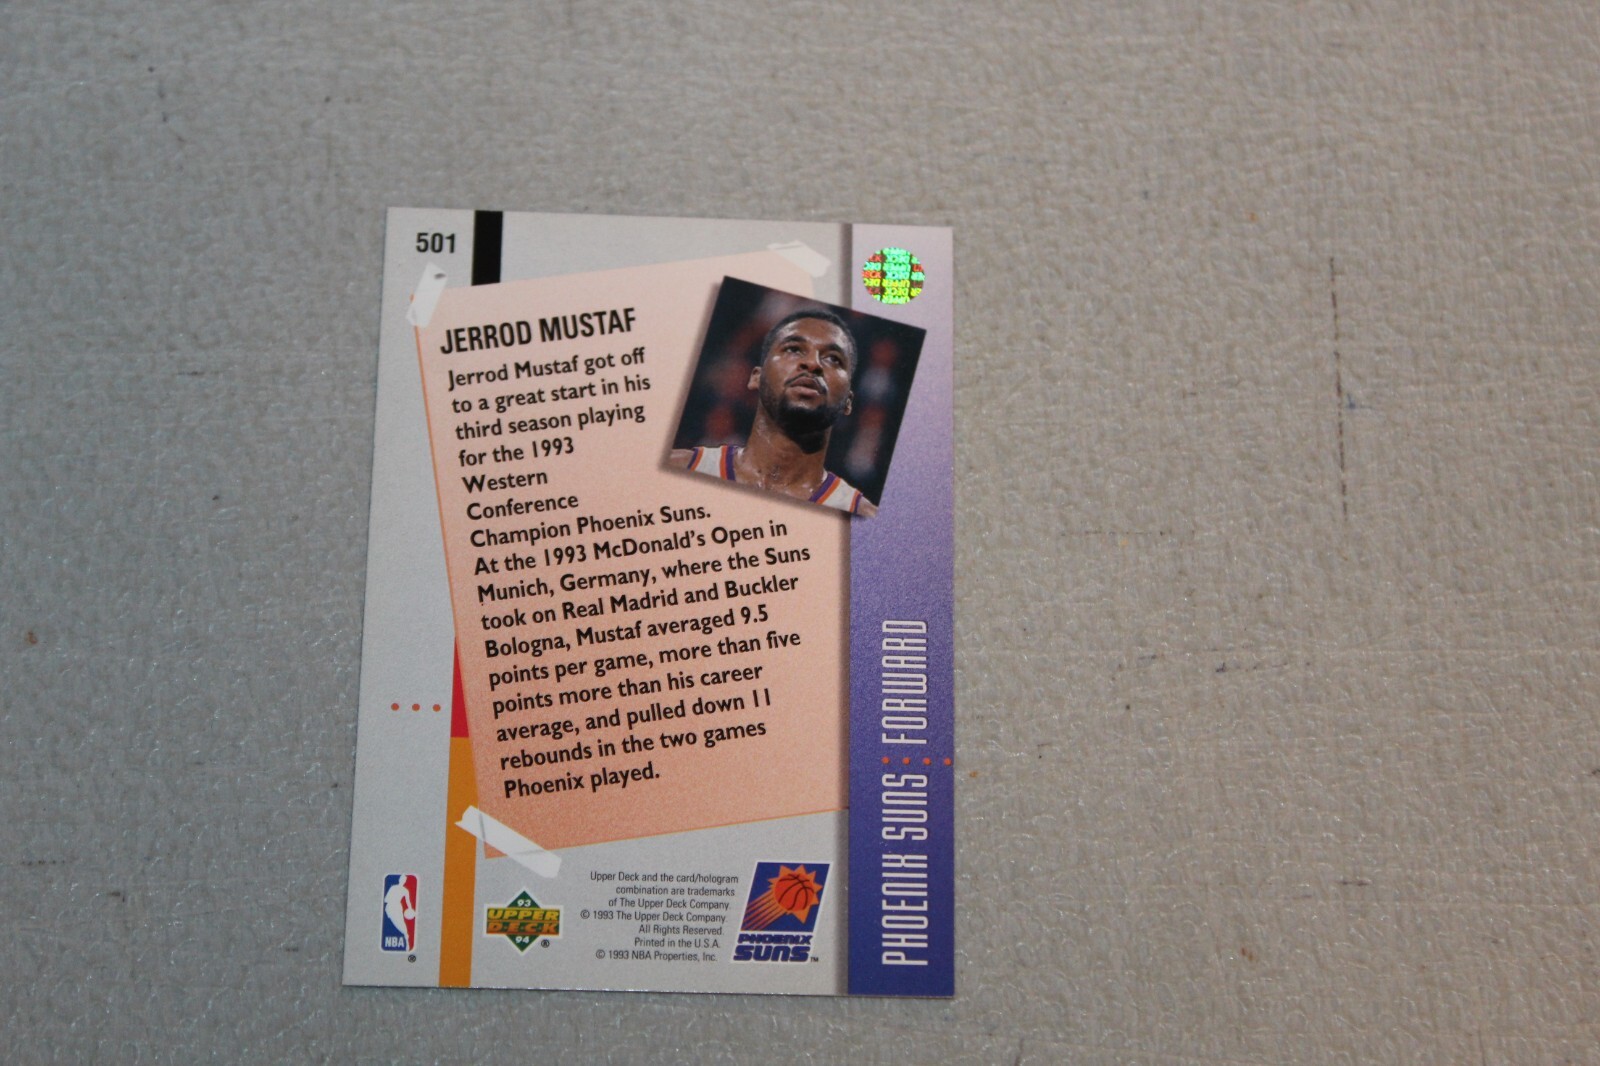 501
JERROD MUSTAF
Jerrod Mustaf got off
to a great start in his
third season playing
for the 1993
Western
Conference
Champion Phoenix Suns.
At the 1993 McDonald's Open in
Munich, Germany, where the Suns
took on Real Madrid and Buckler
Bologna, Mustaf averaged 9.5
points per game, more than five
points more than his career
average, and pulled down 11
rebounds in the two games
Phoenix played.
PHOENIX SUNS : FORWARD
NBA
®
93
UPPER
DECK
94
®
Upper Deck and the card/hologram
combination are trademarks
of The Upper Deck Company.
© 1993 The Upper Deck Company.
All Rights Reserved.
Printed in the U.S.A.
© 1993 NBA Properties, Inc.
PHOENIX
SUNS
™
UPPER DECK